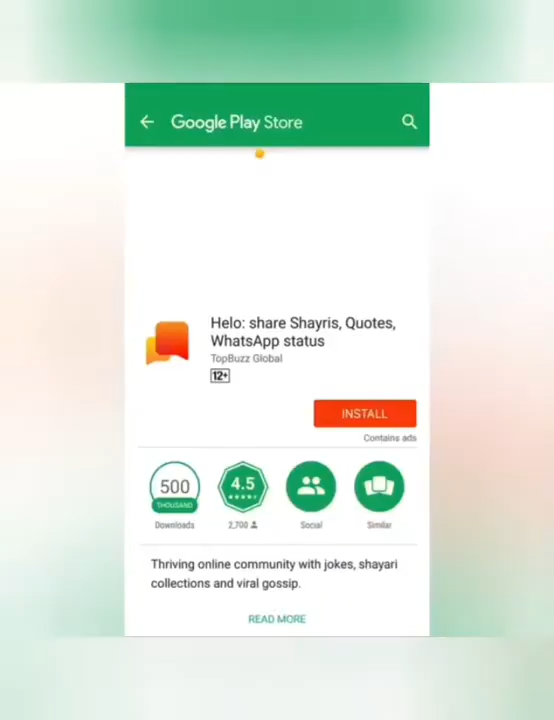 Google Play Store
Helo: share Shayris, Quotes,
WhatsApp status
TopBuzz Global
12+
INSTALL
Contains ads
500
THOUSAND
Downloads
4.5
2,700
Social
Similar
Thriving online community with jokes, shayari
collections and viral gossip.
READ MORE